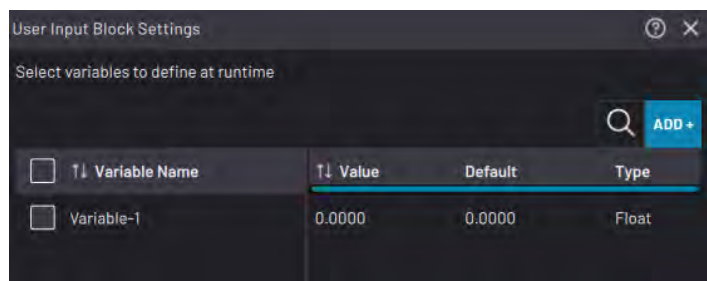 User Input Block Settings
Select variables to define at runtime
ADD +
Variable Name Value Default Type
Variable-1 0.0000 0.0000 Float